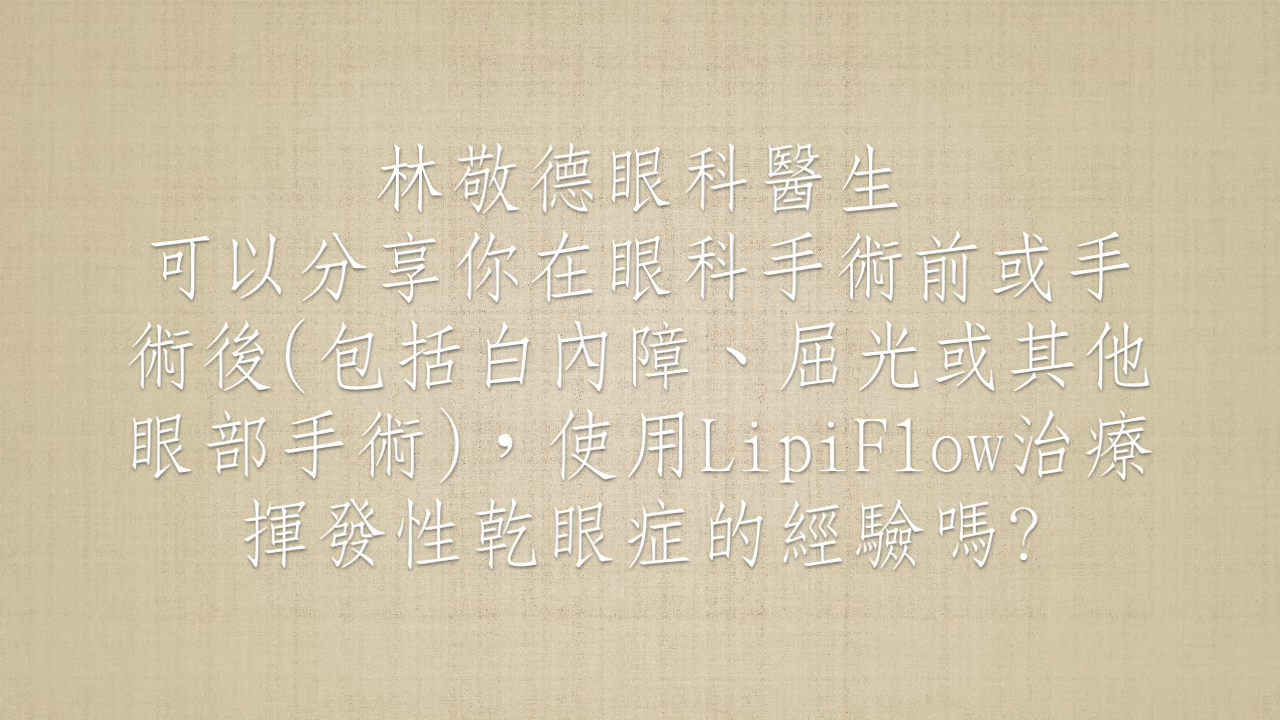 林敬德眼科醫生
可以分享你在眼科手術前或手
術後(包括白內障、屈光或其他
眼部手術)，使用LipiFlow治療
揮發性乾眼症的經驗嗎?